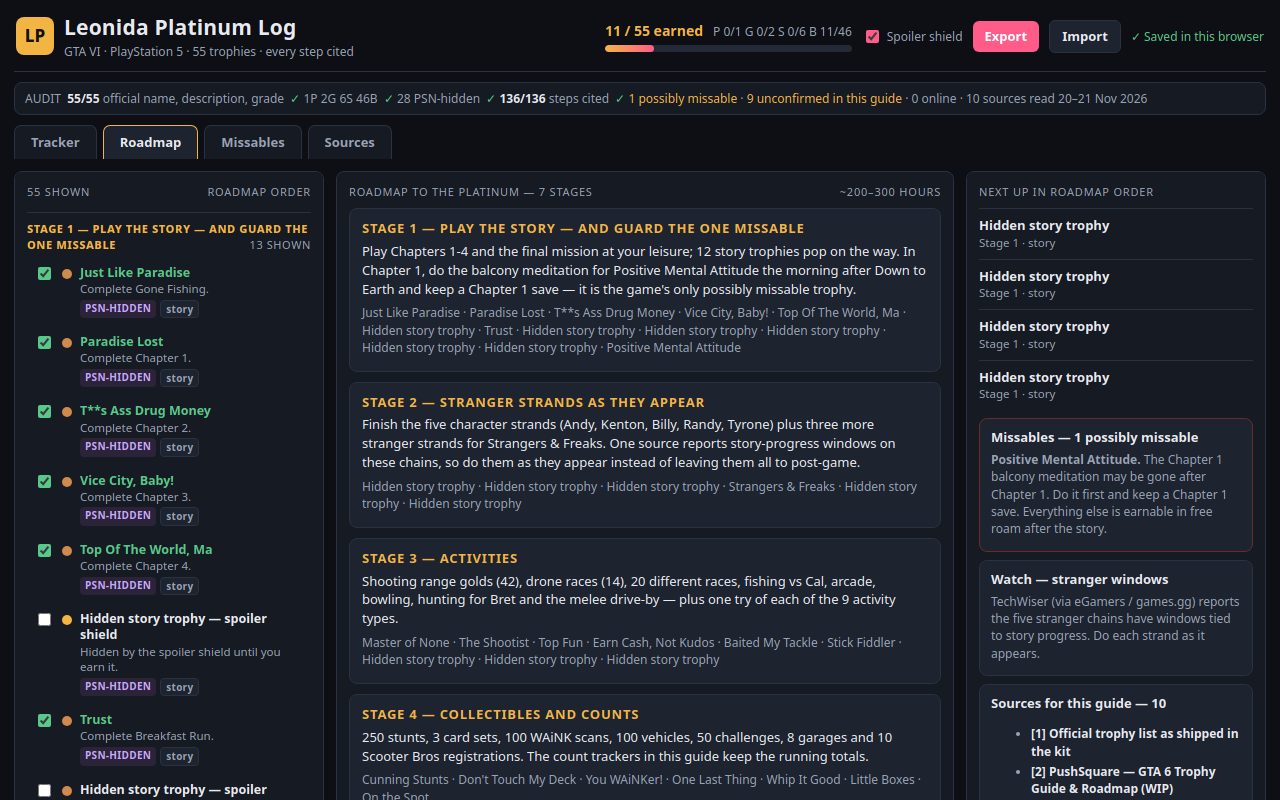 LP
Leonida Platinum Log
GTA VI · PlayStation 5 · 55 trophies · every step cited
11 / 55 earned P 0/1 G 0/2 S 0/6 B 11/46
Spoiler shield
Export
Import
✓ Saved in this browser
AUDIT 55/55 official name, description, grade ✓ 1P 2G 6S 46B ✓ 28 PSN-hidden ✓ 136/136 steps cited ✓ 1 possibly missable · 9 unconfirmed in this guide · 0 online · 10 sources read 20–21 Nov 2026
Tracker
Roadmap
Missables
Sources
55 SHOWN
ROADMAP ORDER
STAGE 1 — PLAY THE STORY — AND GUARD THE
ONE MISSABLE
13 SHOWN
Just Like Paradise
Complete Gone Fishing.
PSN-HIDDEN story
Paradise Lost
Complete Chapter 1.
PSN-HIDDEN story
T**s Ass Drug Money
Complete Chapter 2.
PSN-HIDDEN story
Vice City, Baby!
Complete Chapter 3.
PSN-HIDDEN story
Top Of The World, Ma
Complete Chapter 4.
PSN-HIDDEN story
Hidden story trophy — spoiler
shield
Hidden by the spoiler shield until you
earn it.
PSN-HIDDEN story
Trust
Complete Breakfast Run.
PSN-HIDDEN story
Hidden story trophy — spoiler
ROADMAP TO THE PLATINUM — 7 STAGES
~200–300 HOURS
STAGE 1 — PLAY THE STORY — AND GUARD THE ONE MISSABLE
Play Chapters 1-4 and the final mission at your leisure; 12 story trophies pop on the way. In
Chapter 1, do the balcony meditation for Positive Mental Attitude the morning after Down to
Earth and keep a Chapter 1 save — it is the game's only possibly missable trophy.
Just Like Paradise · Paradise Lost · T**s Ass Drug Money · Vice City, Baby! · Top Of The World, Ma ·
Hidden story trophy · Trust · Hidden story trophy · Hidden story trophy · Hidden story trophy ·
Hidden story trophy · Hidden story trophy · Positive Mental Attitude
STAGE 2 — STRANGER STRANDS AS THEY APPEAR
Finish the five character strands (Andy, Kenton, Billy, Randy, Tyrone) plus three more
stranger strands for Strangers & Freaks. One source reports story-progress windows on
these chains, so do them as they appear instead of leaving them all to post-game.
Hidden story trophy · Hidden story trophy · Hidden story trophy · Strangers & Freaks · Hidden story
trophy · Hidden story trophy
STAGE 3 — ACTIVITIES
Shooting range golds (42), drone races (14), 20 different races, fishing vs Cal, arcade,
bowling, hunting for Bret and the melee drive-by — plus one try of each of the 9 activity
types.
Master of None · The Shootist · Top Fun · Earn Cash, Not Kudos · Baited My Tackle · Stick Fiddler ·
Hidden story trophy · Hidden story trophy · Hidden story trophy
STAGE 4 — COLLECTIBLES AND COUNTS
250 stunts, 3 card sets, 100 WAiNK scans, 100 vehicles, 50 challenges, 8 garages and 10
Scooter Bros registrations. The count trackers in this guide keep the running totals.
Cunning Stunts · Don't Touch My Deck · You WAiNKer! · One Last Thing · Whip It Good · Little Boxes ·
On the Spot
NEXT UP IN ROADMAP ORDER
Hidden story trophy
Stage 1 · story
Hidden story trophy
Stage 1 · story
Hidden story trophy
Stage 1 · story
Hidden story trophy
Stage 1 · story
Missables — 1 possibly missable
Positive Mental Attitude. The Chapter 1
balcony meditation may be gone after
Chapter 1. Do it first and keep a Chapter 1
save. Everything else is earnable in free
roam after the story.
Watch — stranger windows
TechWiser (via eGamers / games.gg) reports
the five stranger chains have windows tied
to story progress. Do each strand as it
appears.
Sources for this guide — 10
• [1] Official trophy list as shipped in
the kit
• [2] PushSquare — GTA 6 Trophy
Guide & Roadmap (WIP)